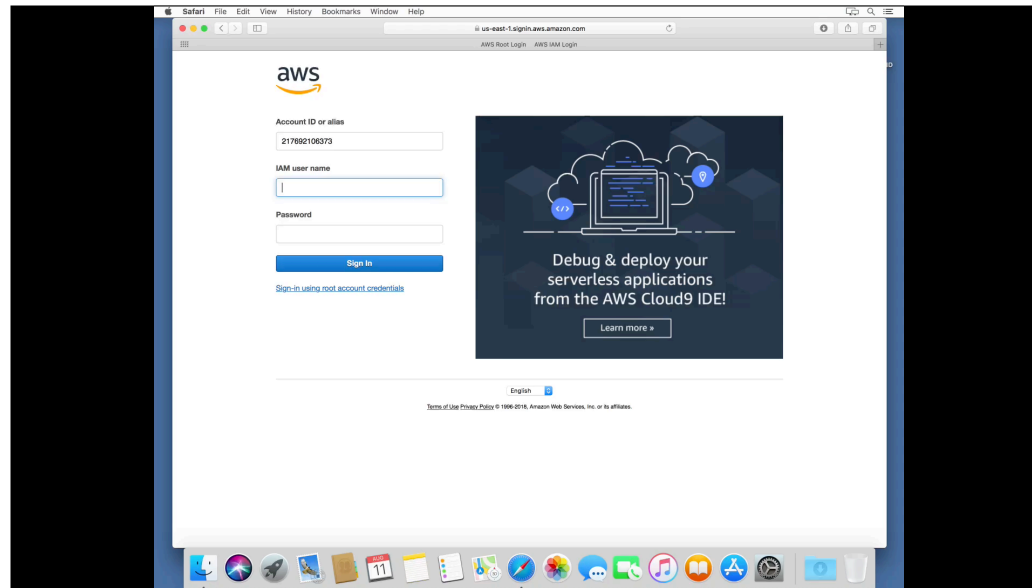 Safari File Edit View History Bookmarks Window Help
us-east-1.signin.aws.amazon.com
AWS Root Login AWS IAM Login
aws
Account ID or alias
217692106373
IAM user name
Password
Sign In
Sign-in using root account credentials
</>
Debug & deploy your
serverless applications
from the AWS Cloud9 IDE!
Learn more »
English
Terms of Use Privacy Policy © 1996-2018, Amazon Web Services, Inc. or its affiliates.
AUG
11